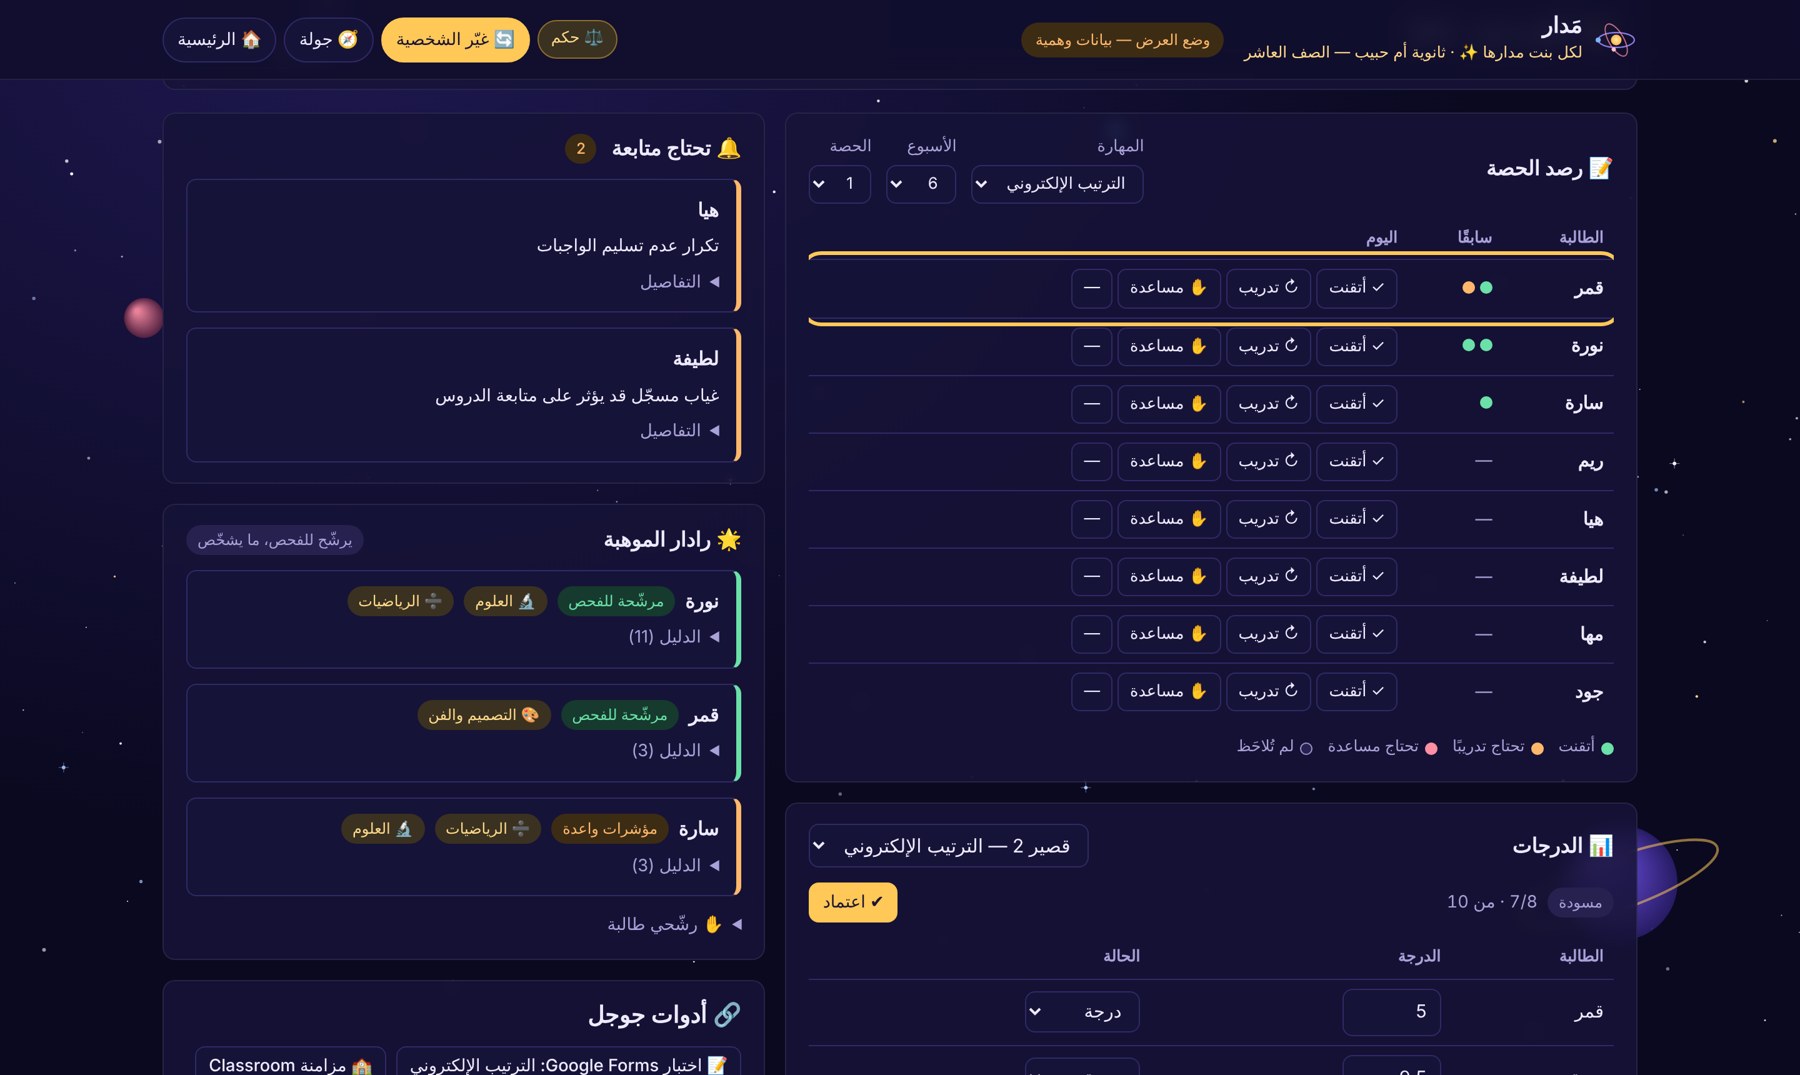 مَدار
لكل بنت مدارها ✨ · ثانوية أم حبيب — الصف العاشر
وضع العرض — بيانات وهمية
⚖️ حكم
🔄 غيّر الشخصية
🧭 جولة
🏠 الرئيسية
📝 رصد الحصة
المهارة الأسبوع الحصة
الترتيب الإلكتروني 6 1
الطالبة سابقًا اليوم
قمر ✓ أتقنت ↻ تدريب ✋ مساعدة —
نورة ✓ أتقنت ↻ تدريب ✋ مساعدة —
سارة ✓ أتقنت ↻ تدريب ✋ مساعدة —
ريم — ✓ أتقنت ↻ تدريب ✋ مساعدة —
هيا — ✓ أتقنت ↻ تدريب ✋ مساعدة —
لطيفة — ✓ أتقنت ↻ تدريب ✋ مساعدة —
مها — ✓ أتقنت ↻ تدريب ✋ مساعدة —
جود — ✓ أتقنت ↻ تدريب ✋ مساعدة —
أتقنت تحتاج تدريبًا تحتاج مساعدة لم تُلاحَظ
📊 الدرجات
قصير 2 — الترتيب الإلكتروني
مسودة 7/8 · من 10
✔ اعتماد
الطالبة الدرجة الحالة
قمر 5 درجة
🔔 تحتاج متابعة 2
هيا
تكرار عدم تسليم الواجبات
◀ التفاصيل
لطيفة
غياب مسجّل قد يؤثر على متابعة الدروس
◀ التفاصيل
🌟 رادار الموهبة
يرشّح للفحص، ما يشخّص
نورة مرشّحة للفحص 🔬 العلوم ➗ الرياضيات
◀ الدليل (11)
قمر مرشّحة للفحص 🎨 التصميم والفن
◀ الدليل (3)
سارة مؤشرات واعدة ➗ الرياضيات 🔬 العلوم
◀ الدليل (3)
◀ ✋ رشّحي طالبة
🔗 أدوات جوجل
📝 اختبار Google Forms: الترتيب الإلكتروني
🏫 مزامنة Classroom